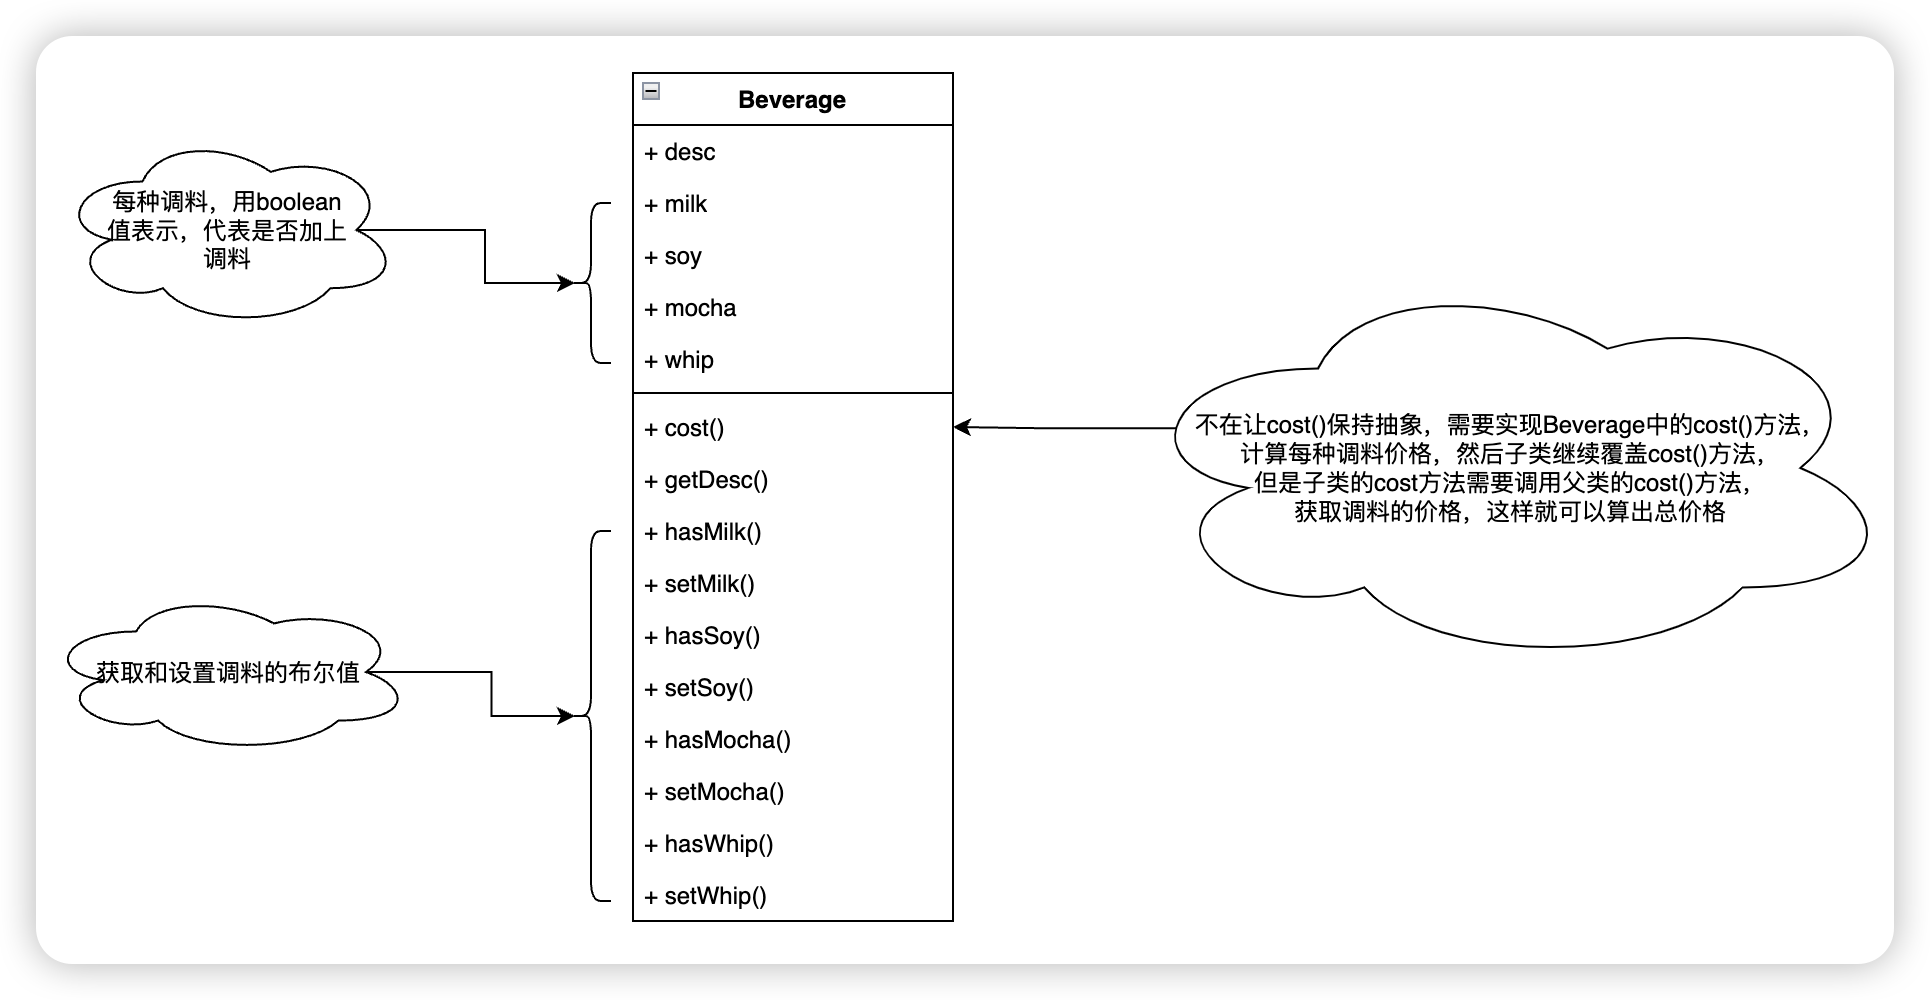 Beverage
+ desc
+ milk
+ soy
+ mocha
+ whip
+ cost()
+ getDesc()
+ hasMilk()
+ setMilk()
+ hasSoy()
+ setSoy()
+ hasMocha()
+ setMocha()
+ hasWhip()
+ setWhip()
每种调料，用boolean
值表示，代表是否加上
调料
获取和设置调料的布尔值
不在让cost()保持抽象，需要实现Beverage中的cost()方法，
计算每种调料价格，然后子类继续覆盖cost()方法，
但是子类的cost方法需要调用父类的cost()方法，
获取调料的价格，这样就可以算出总价格